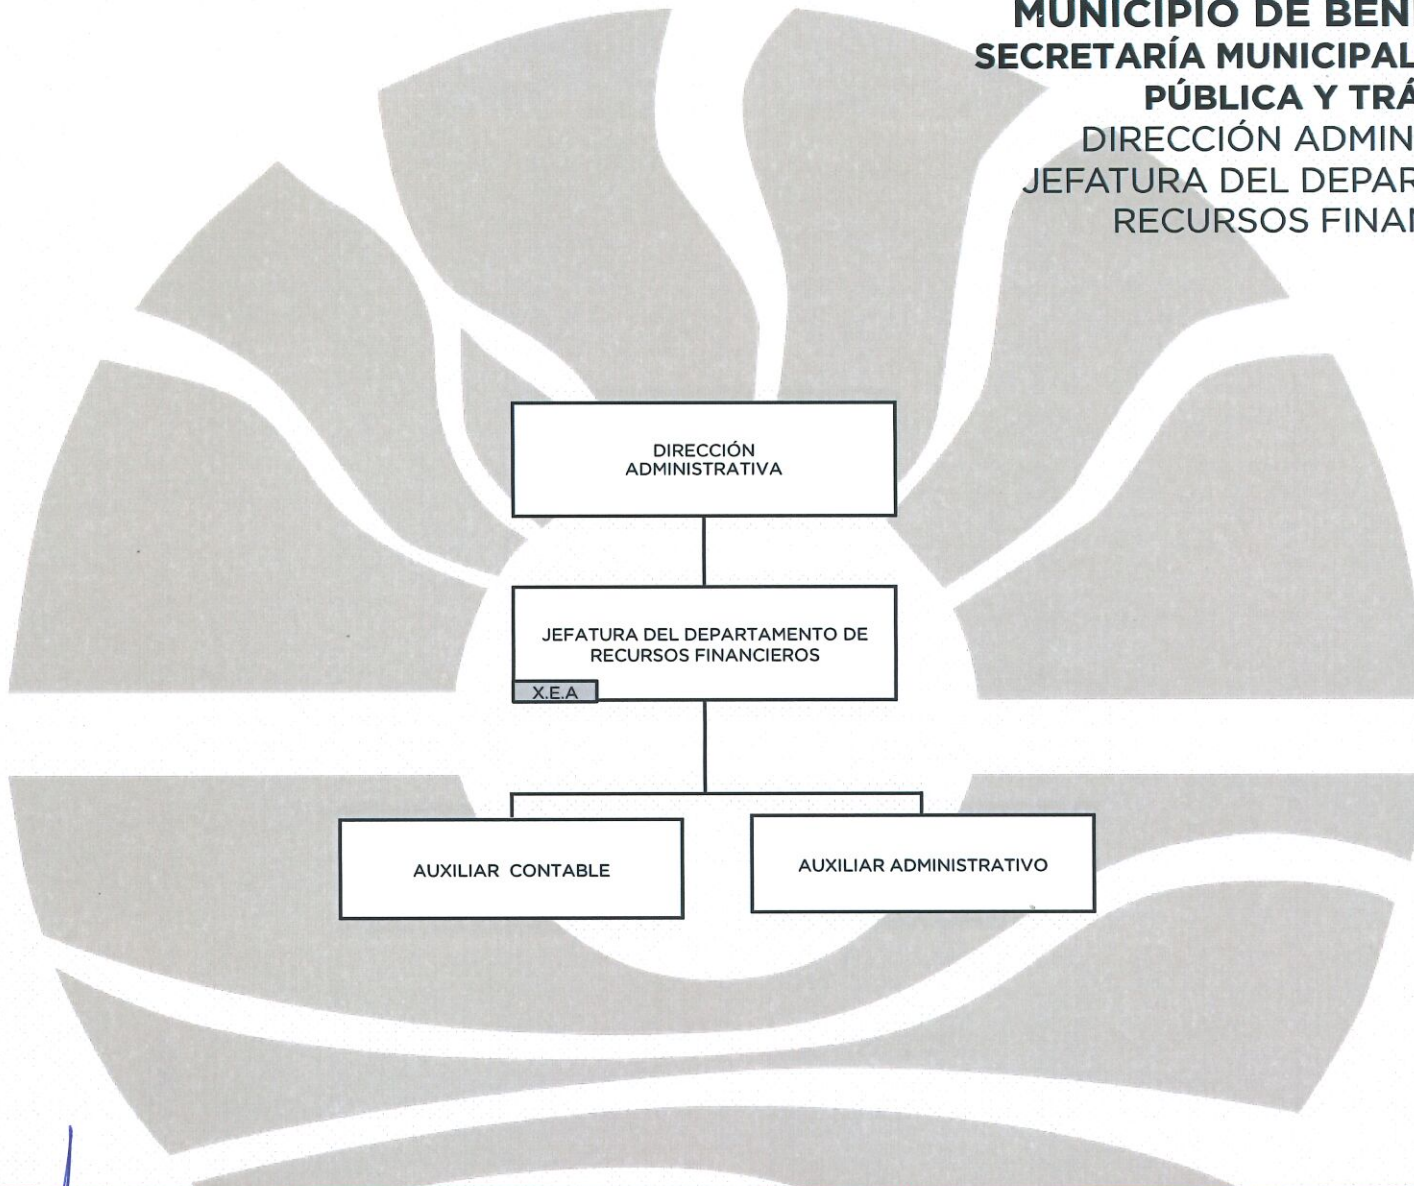 MUNICIPIO DE BEN
SECRETARÍA MUNICIPAL
PÚBLICA Y TRÁ
DIRECCIÓN ADMIN
JEFATURA DEL DEPAR
RECURSOS FINAN
DIRECCIÓN
ADMINISTRATIVA
JEFATURA DEL DEPARTAMENTO DE
RECURSOS FINANCIEROS
X.E.A
AUXILIAR CONTABLE
AUXILIAR ADMINISTRATIVO